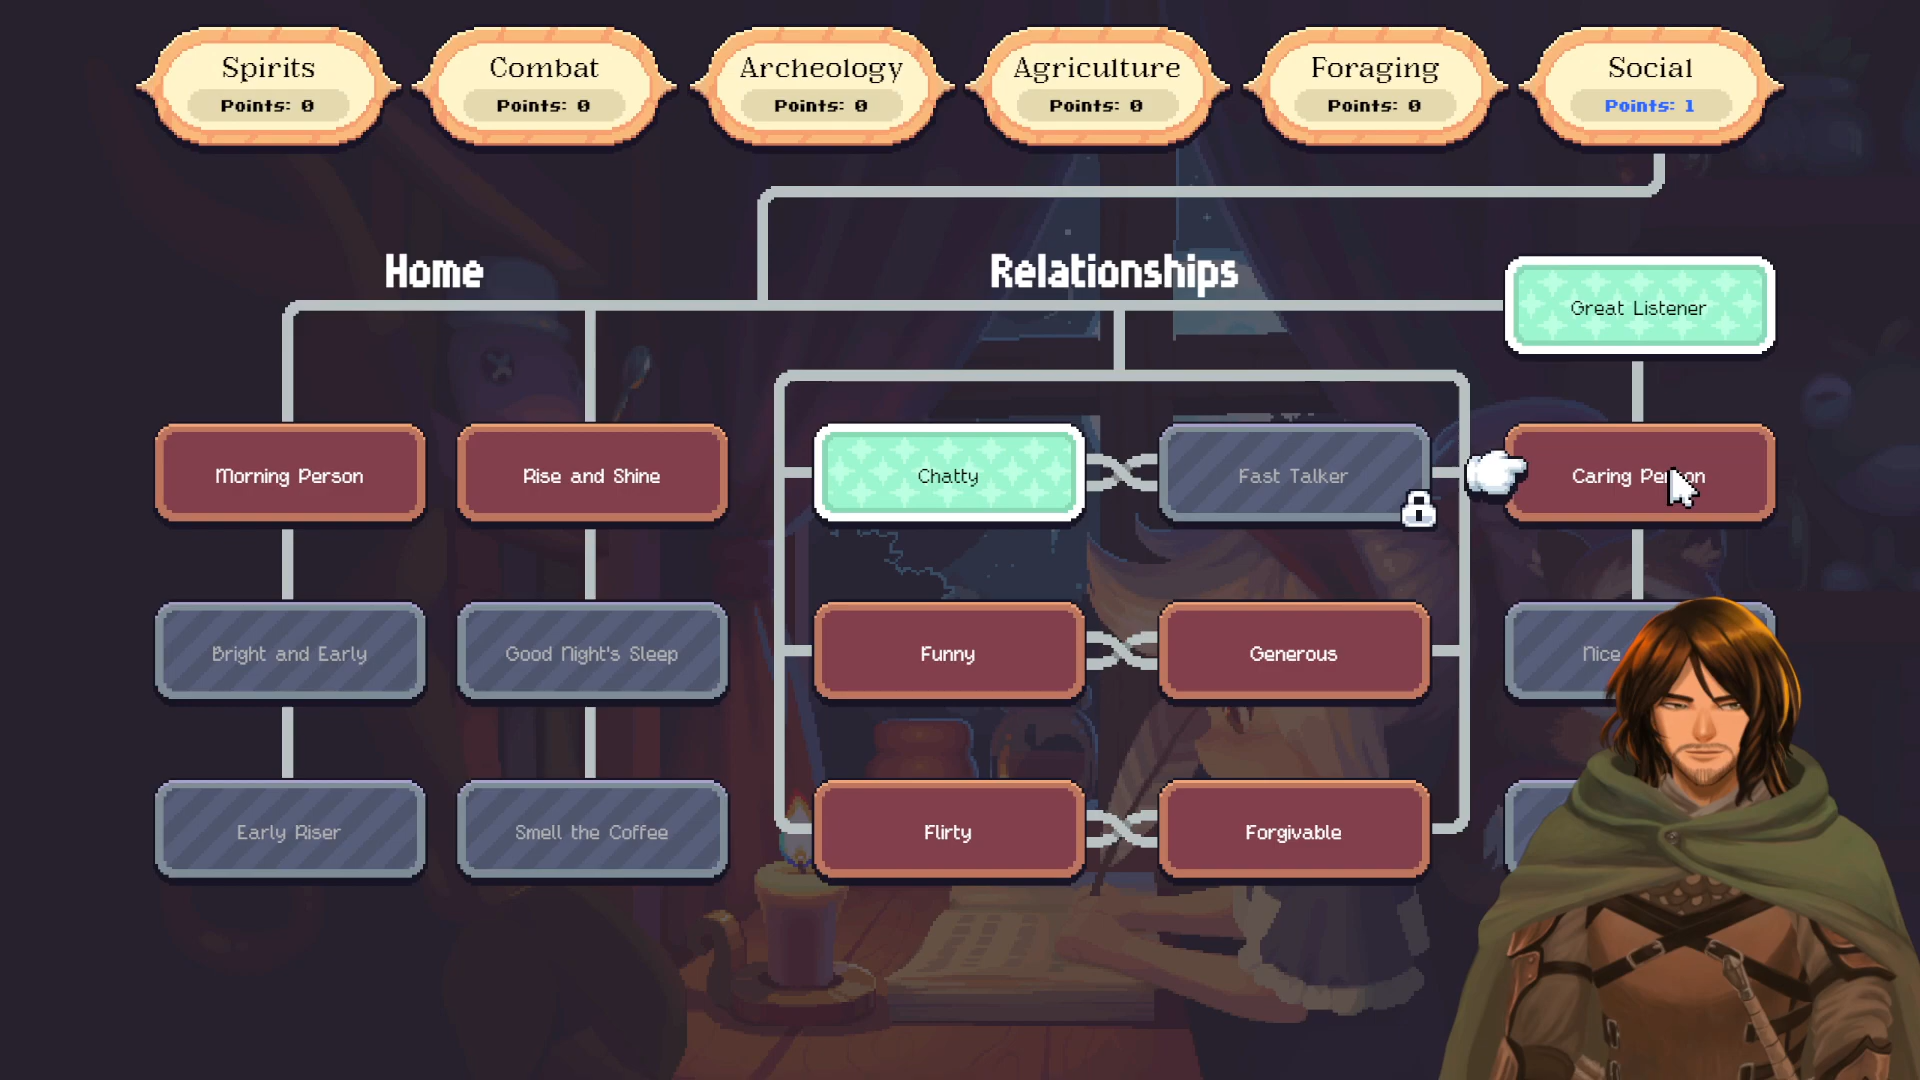 Spirits
Points: 0
Combat
Points: 0
Archeology
Points: 0
Agriculture
Points: 0
Foraging
Points: 0
Social
Points: 1
Home
Relationships
Great Listener
Morning Person
Rise and Shine
Chatty
Fast Talker
Caring Person
Bright and Early
Good Night's Sleep
Funny
Generous
Nice
Early Riser
Smell the Coffee
Flirty
Forgivable